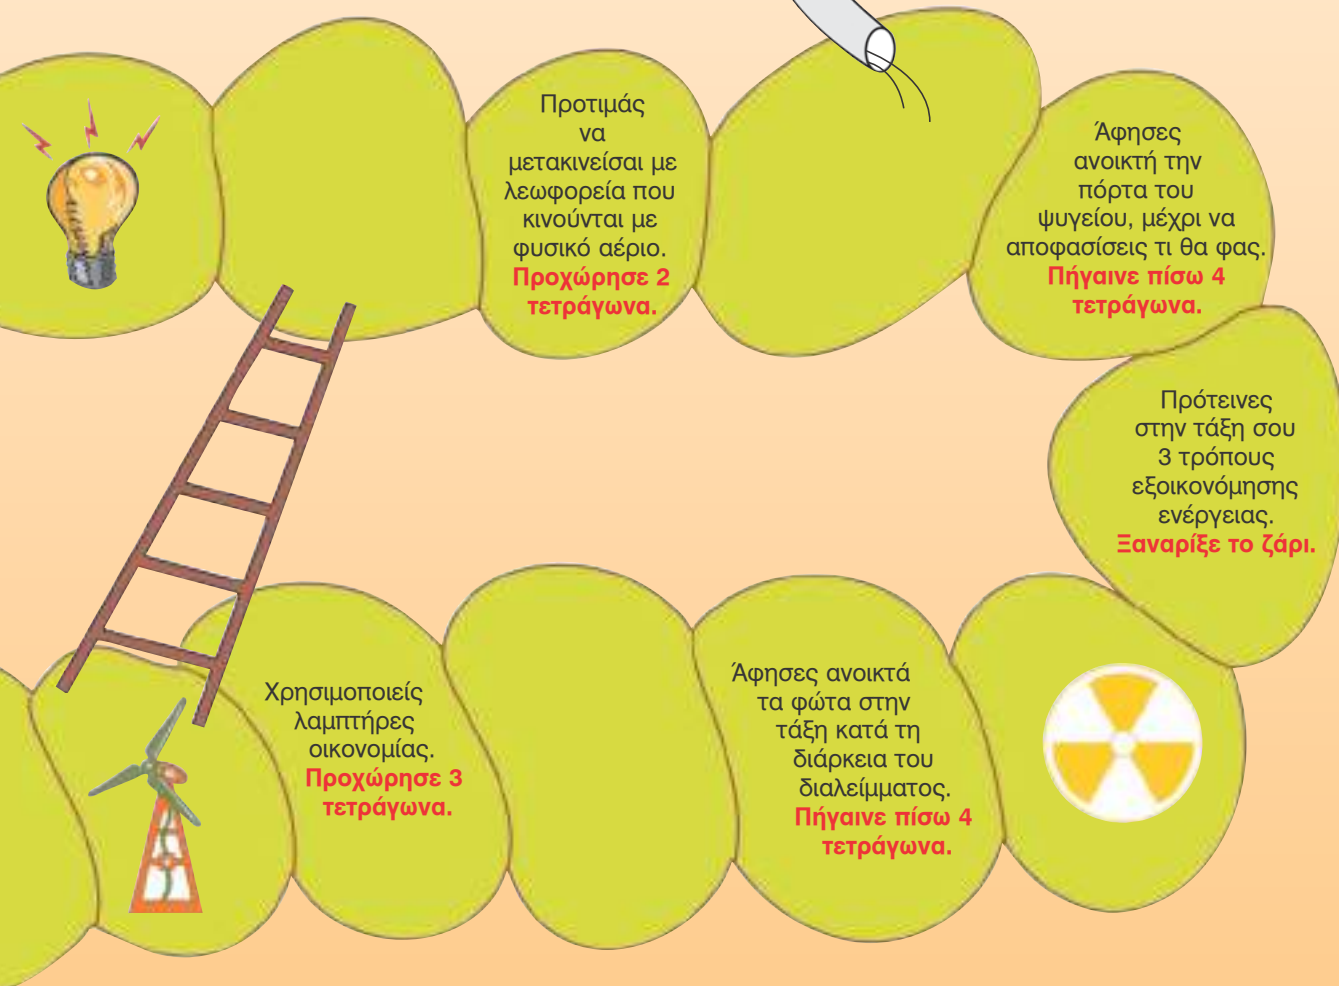 Προτιμάς
να
μετακινείσαι με
λεωφορεία που
κινούνται με
φυσικό αέριο.
Προχώρησε 2
τετράγωνα.
Άφησες
ανοικτή την
πόρτα του
ψυγείου, μέχρι να
αποφασίσεις τι θα φας.
Πήγαινε πίσω 4
τετράγωνα.
Πρότεινες
στην τάξη σου
3 τρόπους
εξοικονόμησης
ενέργειας.
Ξαναρίξε το ζάρι.
Χρησιμοποιείς
λαμπτήρες
οικονομίας.
Προχώρησε 3
τετράγωνα.
Άφησες ανοικτά
τα φώτα στην
τάξη κατά τη
διάρκεια του
διαλείμματος.
Πήγαινε πίσω 4
τετράγωνα.